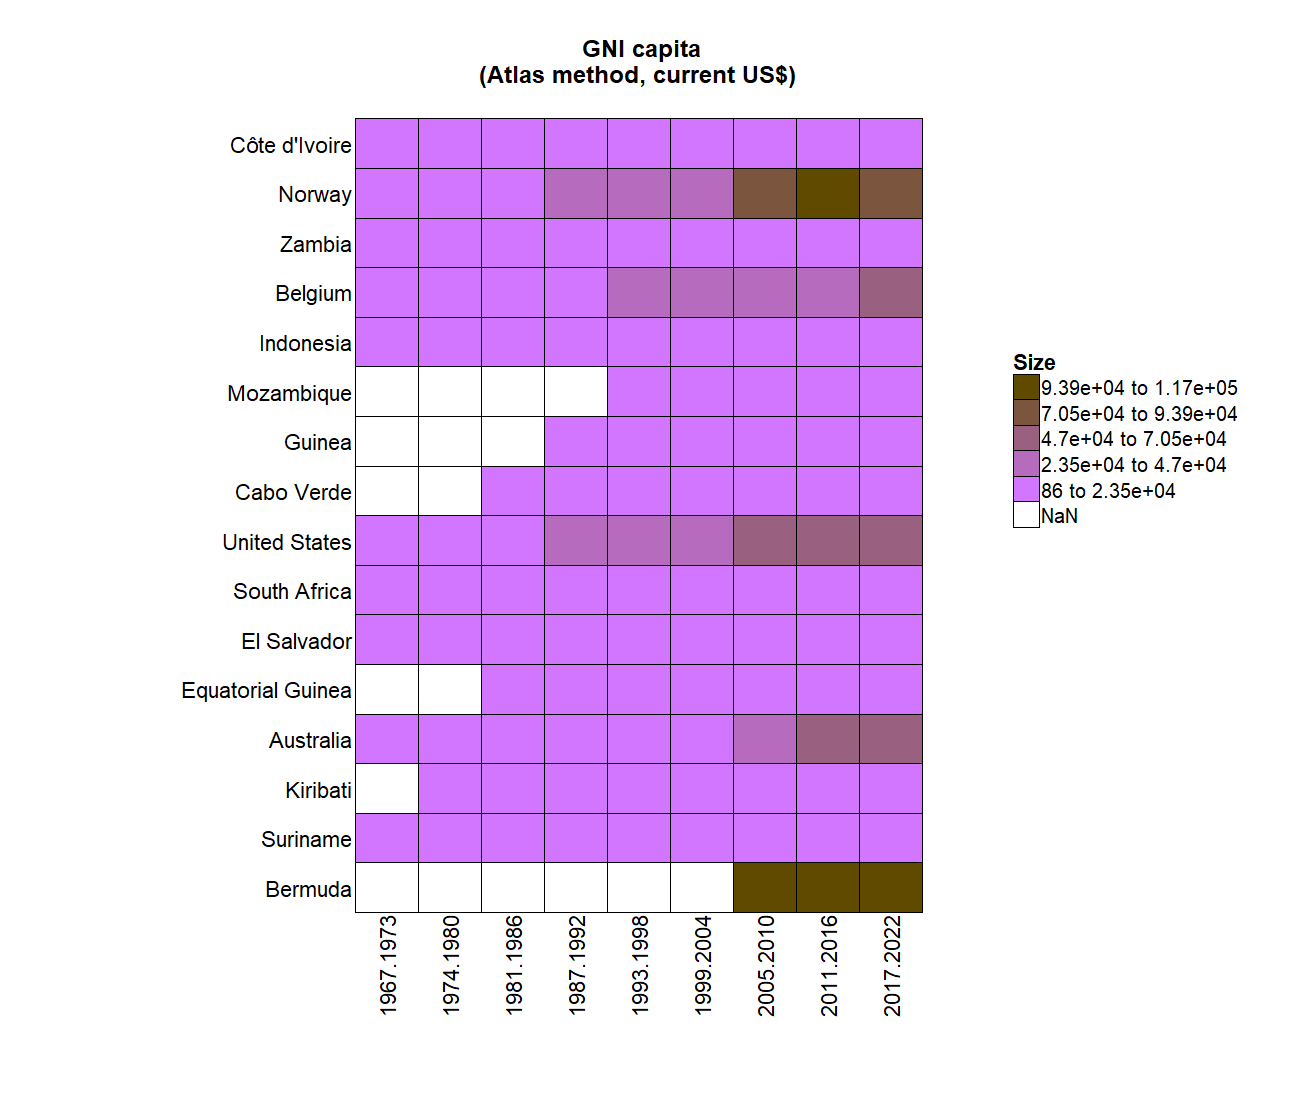 GNI capita
(Atlas method, current US$)
Côte d'Ivoire
Norway
Zambia
Belgium
Indonesia
Mozambique
Guinea
Cabo Verde
United States
South Africa
El Salvador
Equatorial Guinea
Australia
Kiribati
Suriname
Bermuda
1967.1973
1974.1980
1981.1986
1987.1992
1993.1998
1999.2004
2005.2010
2011.2016
2017.2022
Size
9.39e+04 to 1.17e+05
7.05e+04 to 9.39e+04
4.7e+04 to 7.05e+04
2.35e+04 to 4.7e+04
86 to 2.35e+04
NaN